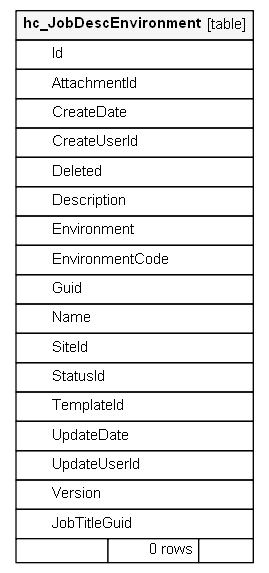 hc_JobDescEnvironment [table]
Id
AttachmentId
CreateDate
CreateUserId
Deleted
Description
Environment
EnvironmentCode
Guid
Name
SiteId
StatusId
TemplateId
UpdateDate
UpdateUserId
Version
JobTitleGuid
0 rows